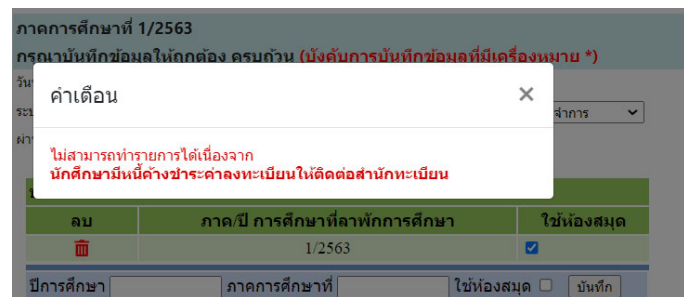 ภาคการศึกษาที่ 1/2563
กรุณาบันทึกข้อมูลให้ถูกต้อง ครบถ้วน (บังคับการบันทึกข้อมูลที่มีเครื่องหมาย *)
คำเตือน ×
ไม่สามารถทำรายการได้เนื่องจาก
นักศึกษามีหนี้ค้างชำระค่าลงทะเบียนให้ติดต่อสำนักทะเบียน
ลบ ภาค/ปี การศึกษาที่ลาพักการศึกษา ใช้ห้องสมุด
1/2563
ปีการศึกษา ภาคการศึกษาที่ ใช้ห้องสมุด บันทึก